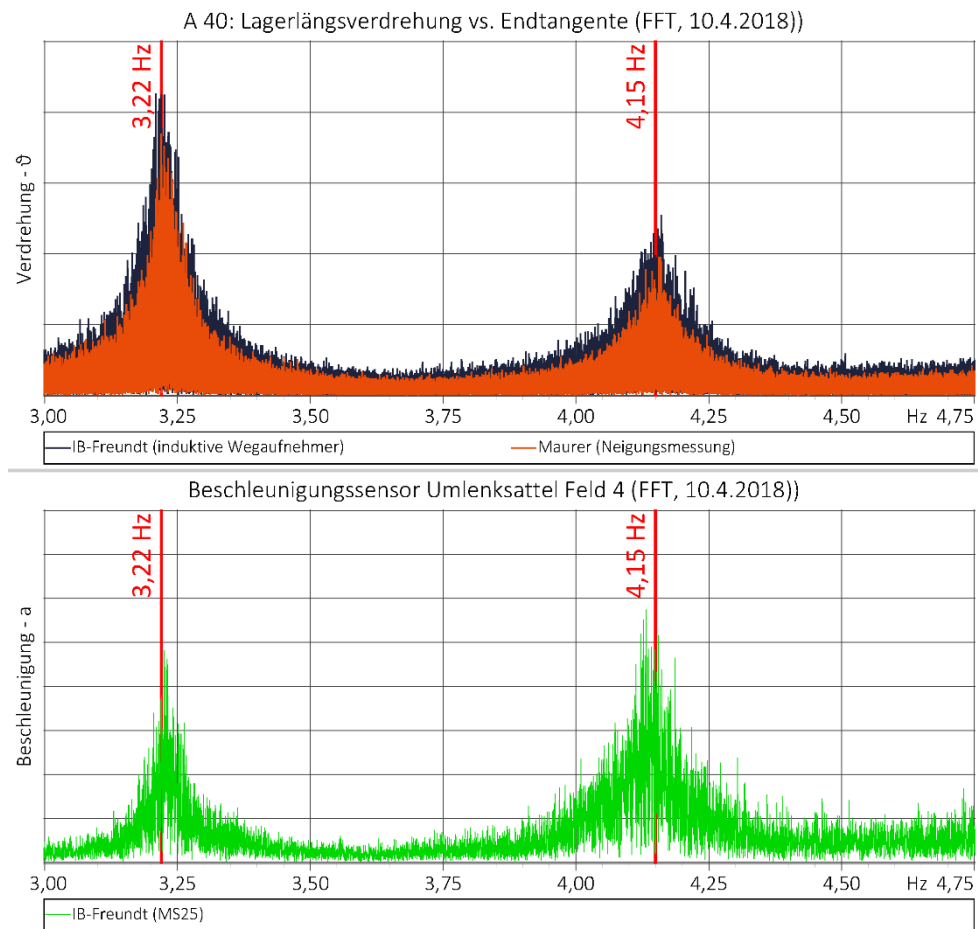 A 40: Lagerlängsverdrehung vs. Endtangente (FFT, 10.4.2018))
3,22 Hz
4,15 Hz
Verdrehung - ϑ
3,00 3,25 3,50 3,75 4,00 4,25 4,50 Hz 4,75
IB-Freundt (induktive Wegaufnehmer) Maurer (Neigungsmessung)
Beschleunigungssensor Umlenksattel Feld 4 (FFT, 10.4.2018))
3,22 Hz
4,15 Hz
Beschleunigung - a
3,00 3,25 3,50 3,75 4,00 4,25 4,50 Hz 4,75
IB-Freundt (MS25)